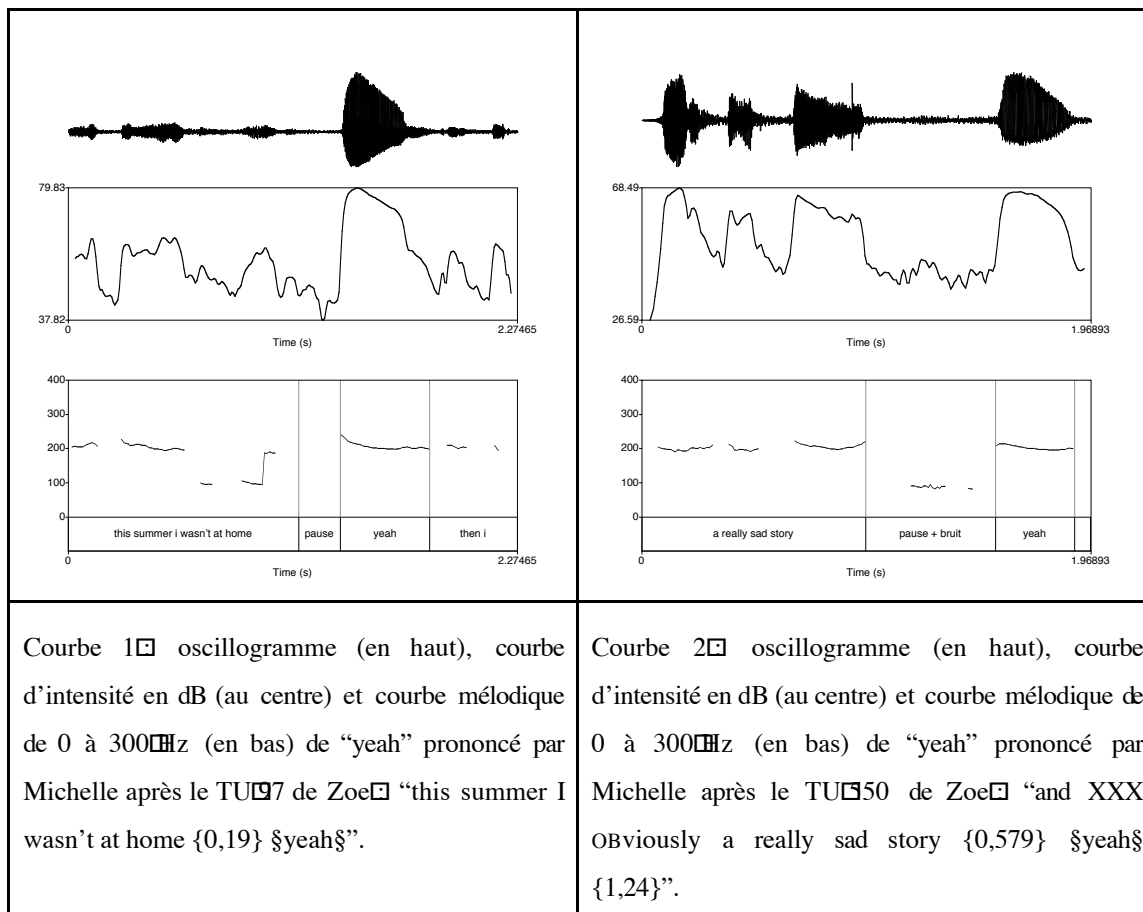 79.83
37.82
0
2.27465
Time (s)
400
300
200
100
0
this summer i wasn't at home
pause
yeah
then i
0
2.27465
Time (s)
68.49
26.59
0
1.96893
Time (s)
400
300
200
100
0
a really sad story
pause + bruit
yeah
0
1.96893
Time (s)
Courbe 1 oscillogramme (en haut), courbe
d’intensité en dB (au centre) et courbe mélodique
de 0 à 300 Hz (en bas) de “yeah” prononcé par
Michelle après le TU 97 de Zoe “this summer I
wasn’t at home {0,19} §yeah§”.
Courbe 2 oscillogramme (en haut), courbe
d’intensité en dB (au centre) et courbe mélodique de
0 à 300 Hz (en bas) de “yeah” prononcé par
Michelle après le TU de Zoe “and XXX
OBviously a really sad story {0,579} §yeah§
{1,24}”.